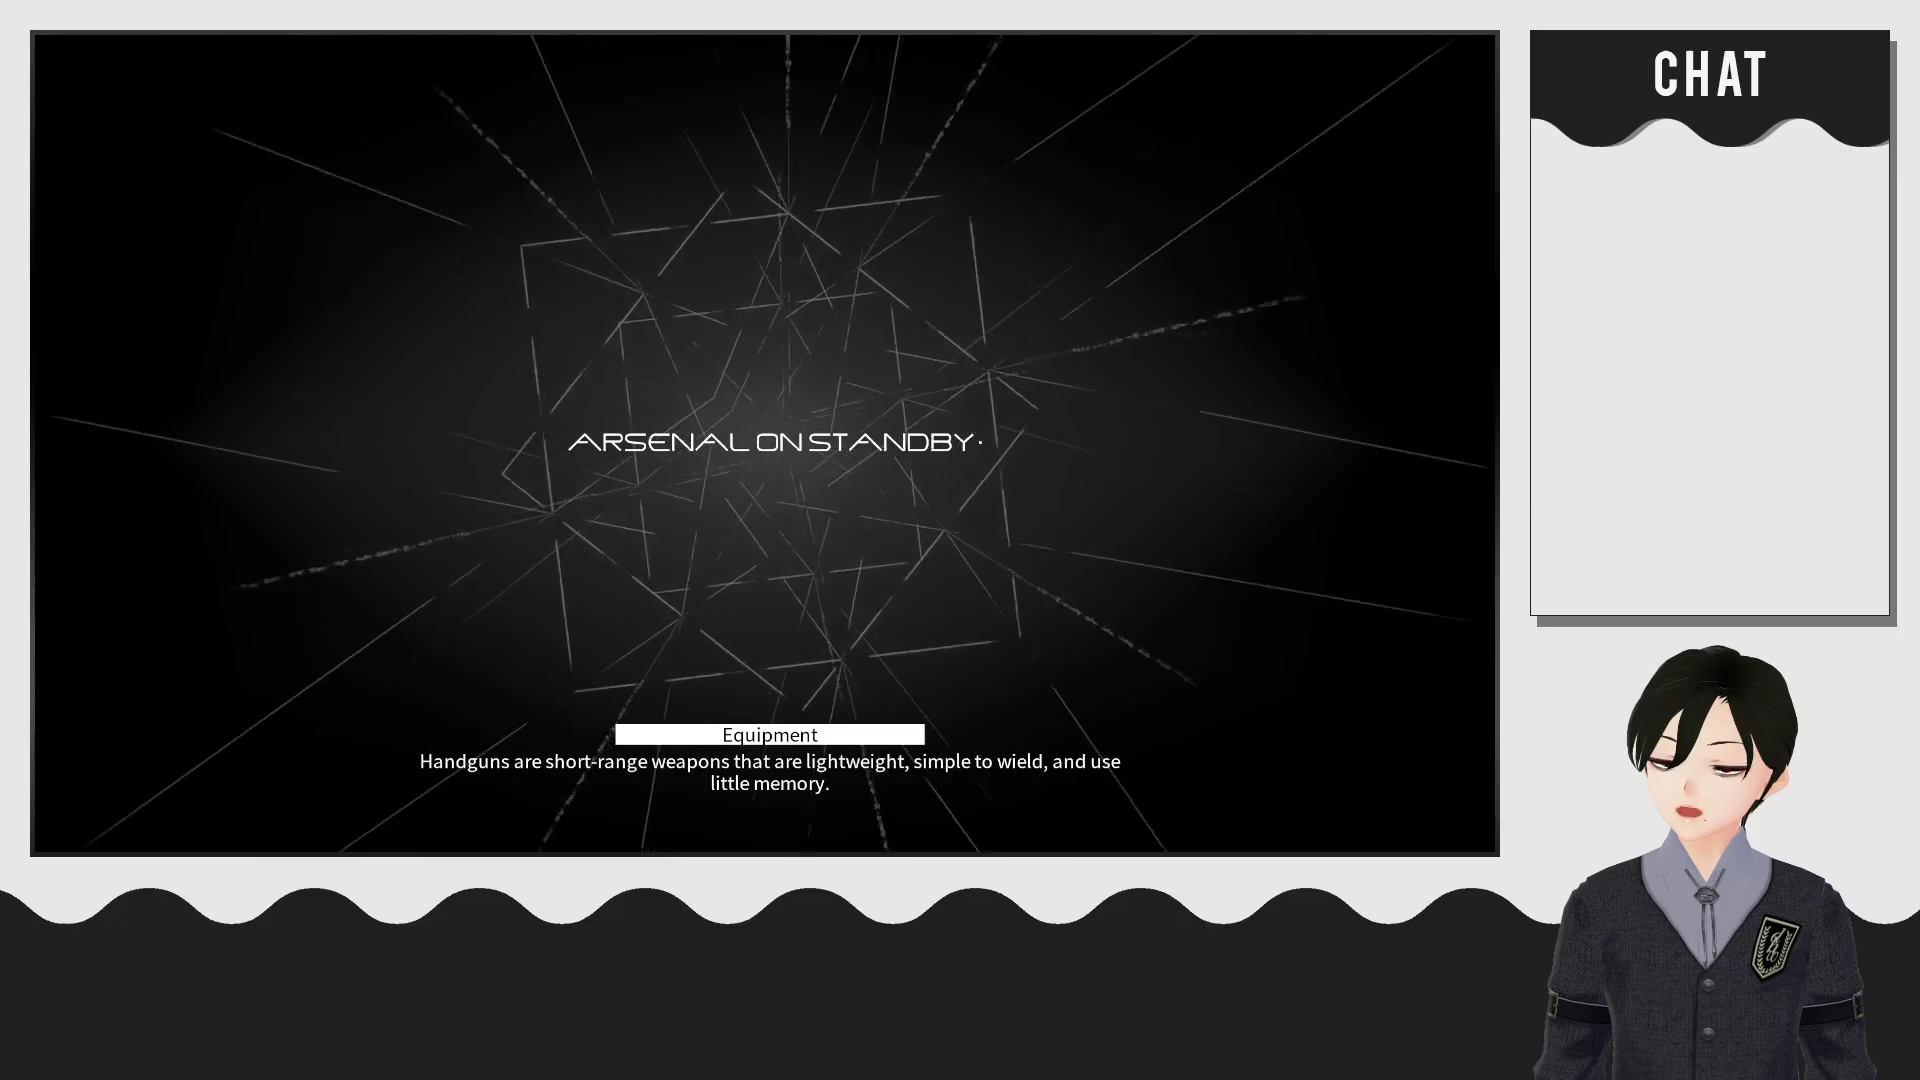 CHAT
ARSENAL ON STANDBY·
Equipment
Handguns are short-range weapons that are lightweight, simple to wield, and use
little memory.